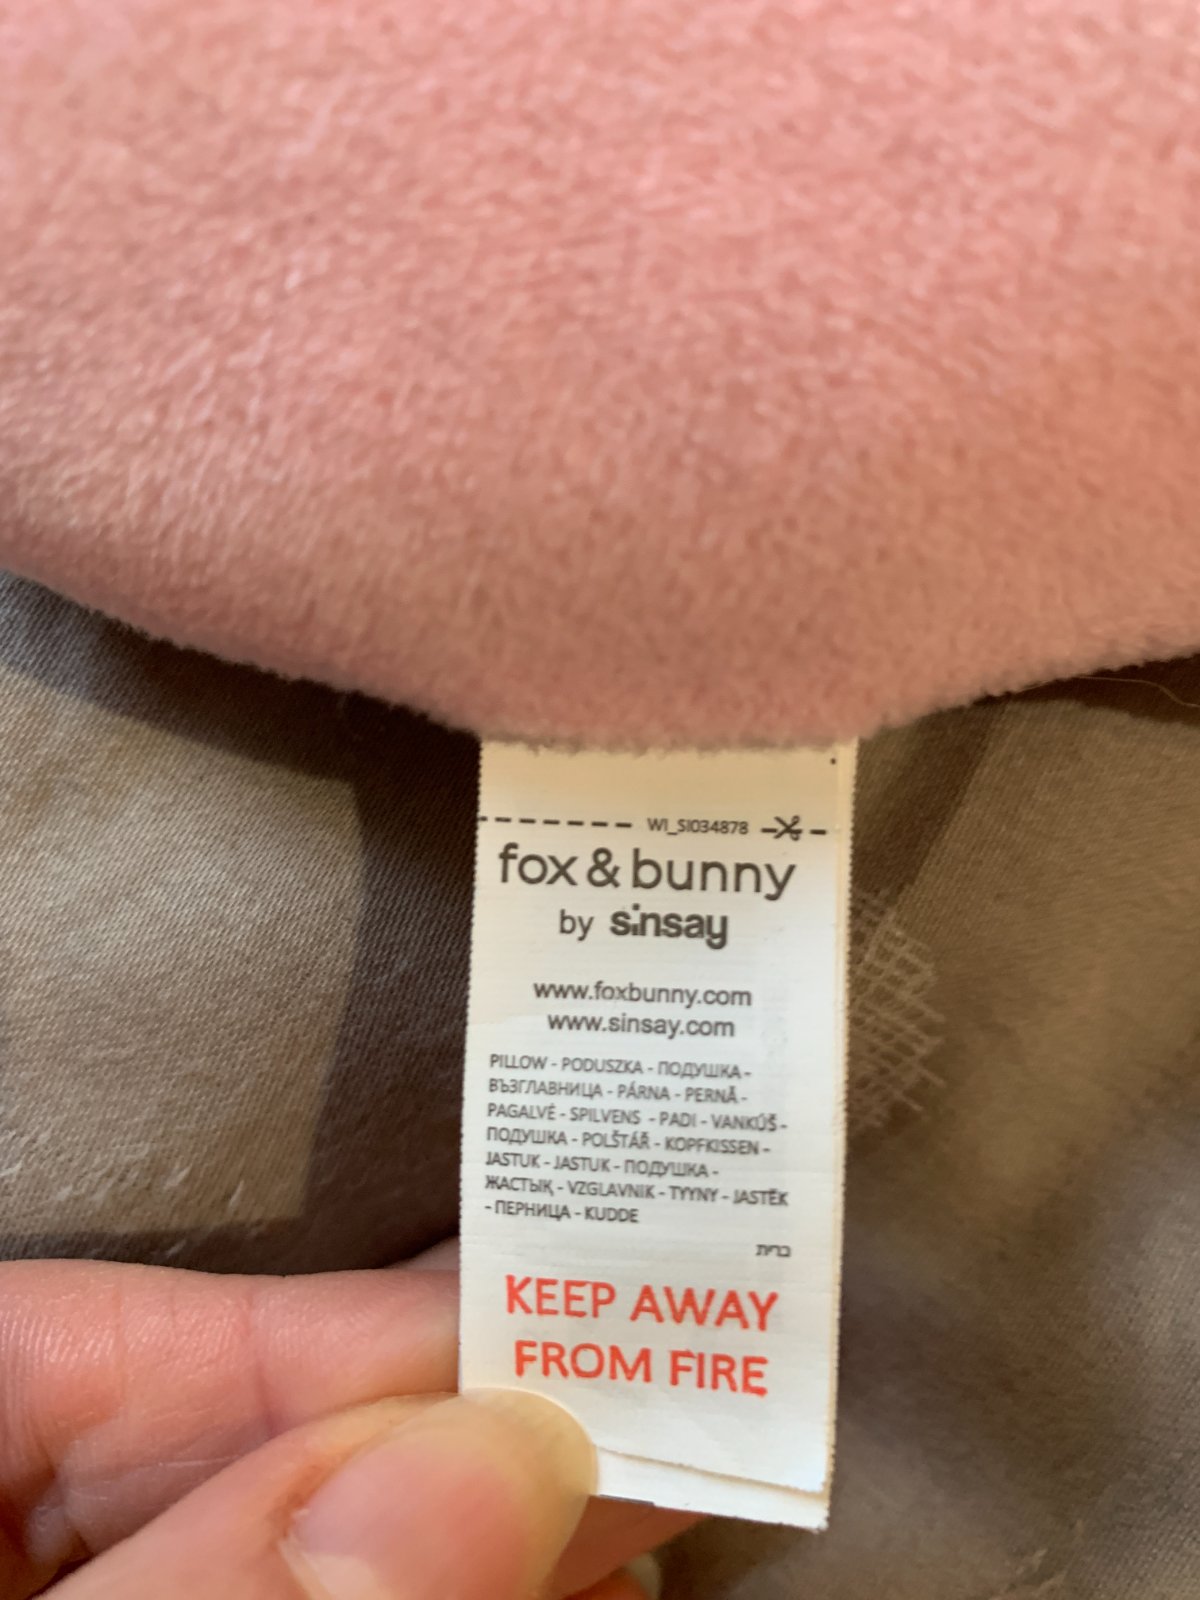 WI_SI034878
fox & bunny
by sinsay
www.foxbunny.com
www.sinsay.com
PILLOW - PODUSZKA - ПОДУШКА -
ВЪЗГЛАВНИЦА - PÁRNA - PERNĂ -
PAGALVĖ - SPILVENS - PADI - VANKÚŠ -
ПОДУШКА - POLŠTÁŘ - KOPFKISSEN -
JASTUK - JASTUK - ПОДУШКА -
ЖАСТЫҚ - VZGLAVNIK - TYYNY - JASTËK
- ПЕРНИЦА - KUDDE
כרית
KEEP AWAY
FROM FIRE